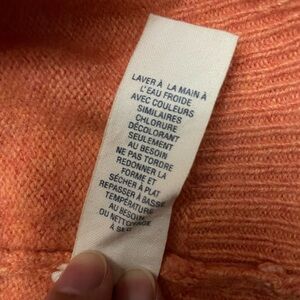 LAVER À LA MAIN À
L'EAU FROIDE
AVEC COULEURS
SIMILAIRES
CHLORURE
DÉCOLORANT
SEULEMENT
AU BESOIN
NE PAS TORDRE
REDONNER LA
FORME ET
SÉCHER À PLAT
REPASSER À BASSE
TEMPÉRATURE
AU BESOIN
OU NETTOYAGE
À